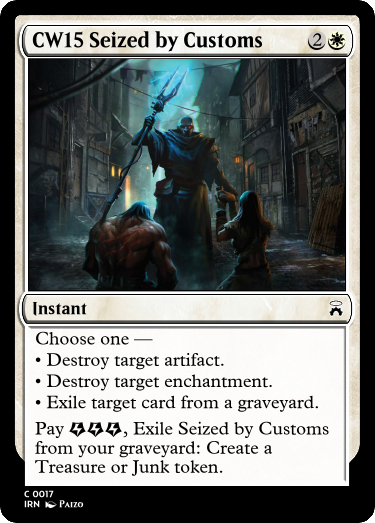 CW15 Seized by Customs 2
Instant
Choose one —
• Destroy target artifact.
• Destroy target enchantment.
• Exile target card from a graveyard.
Pay , Exile Seized by Customs
from your graveyard: Create a
Treasure or Junk token.
C 0017
IRN Paizo